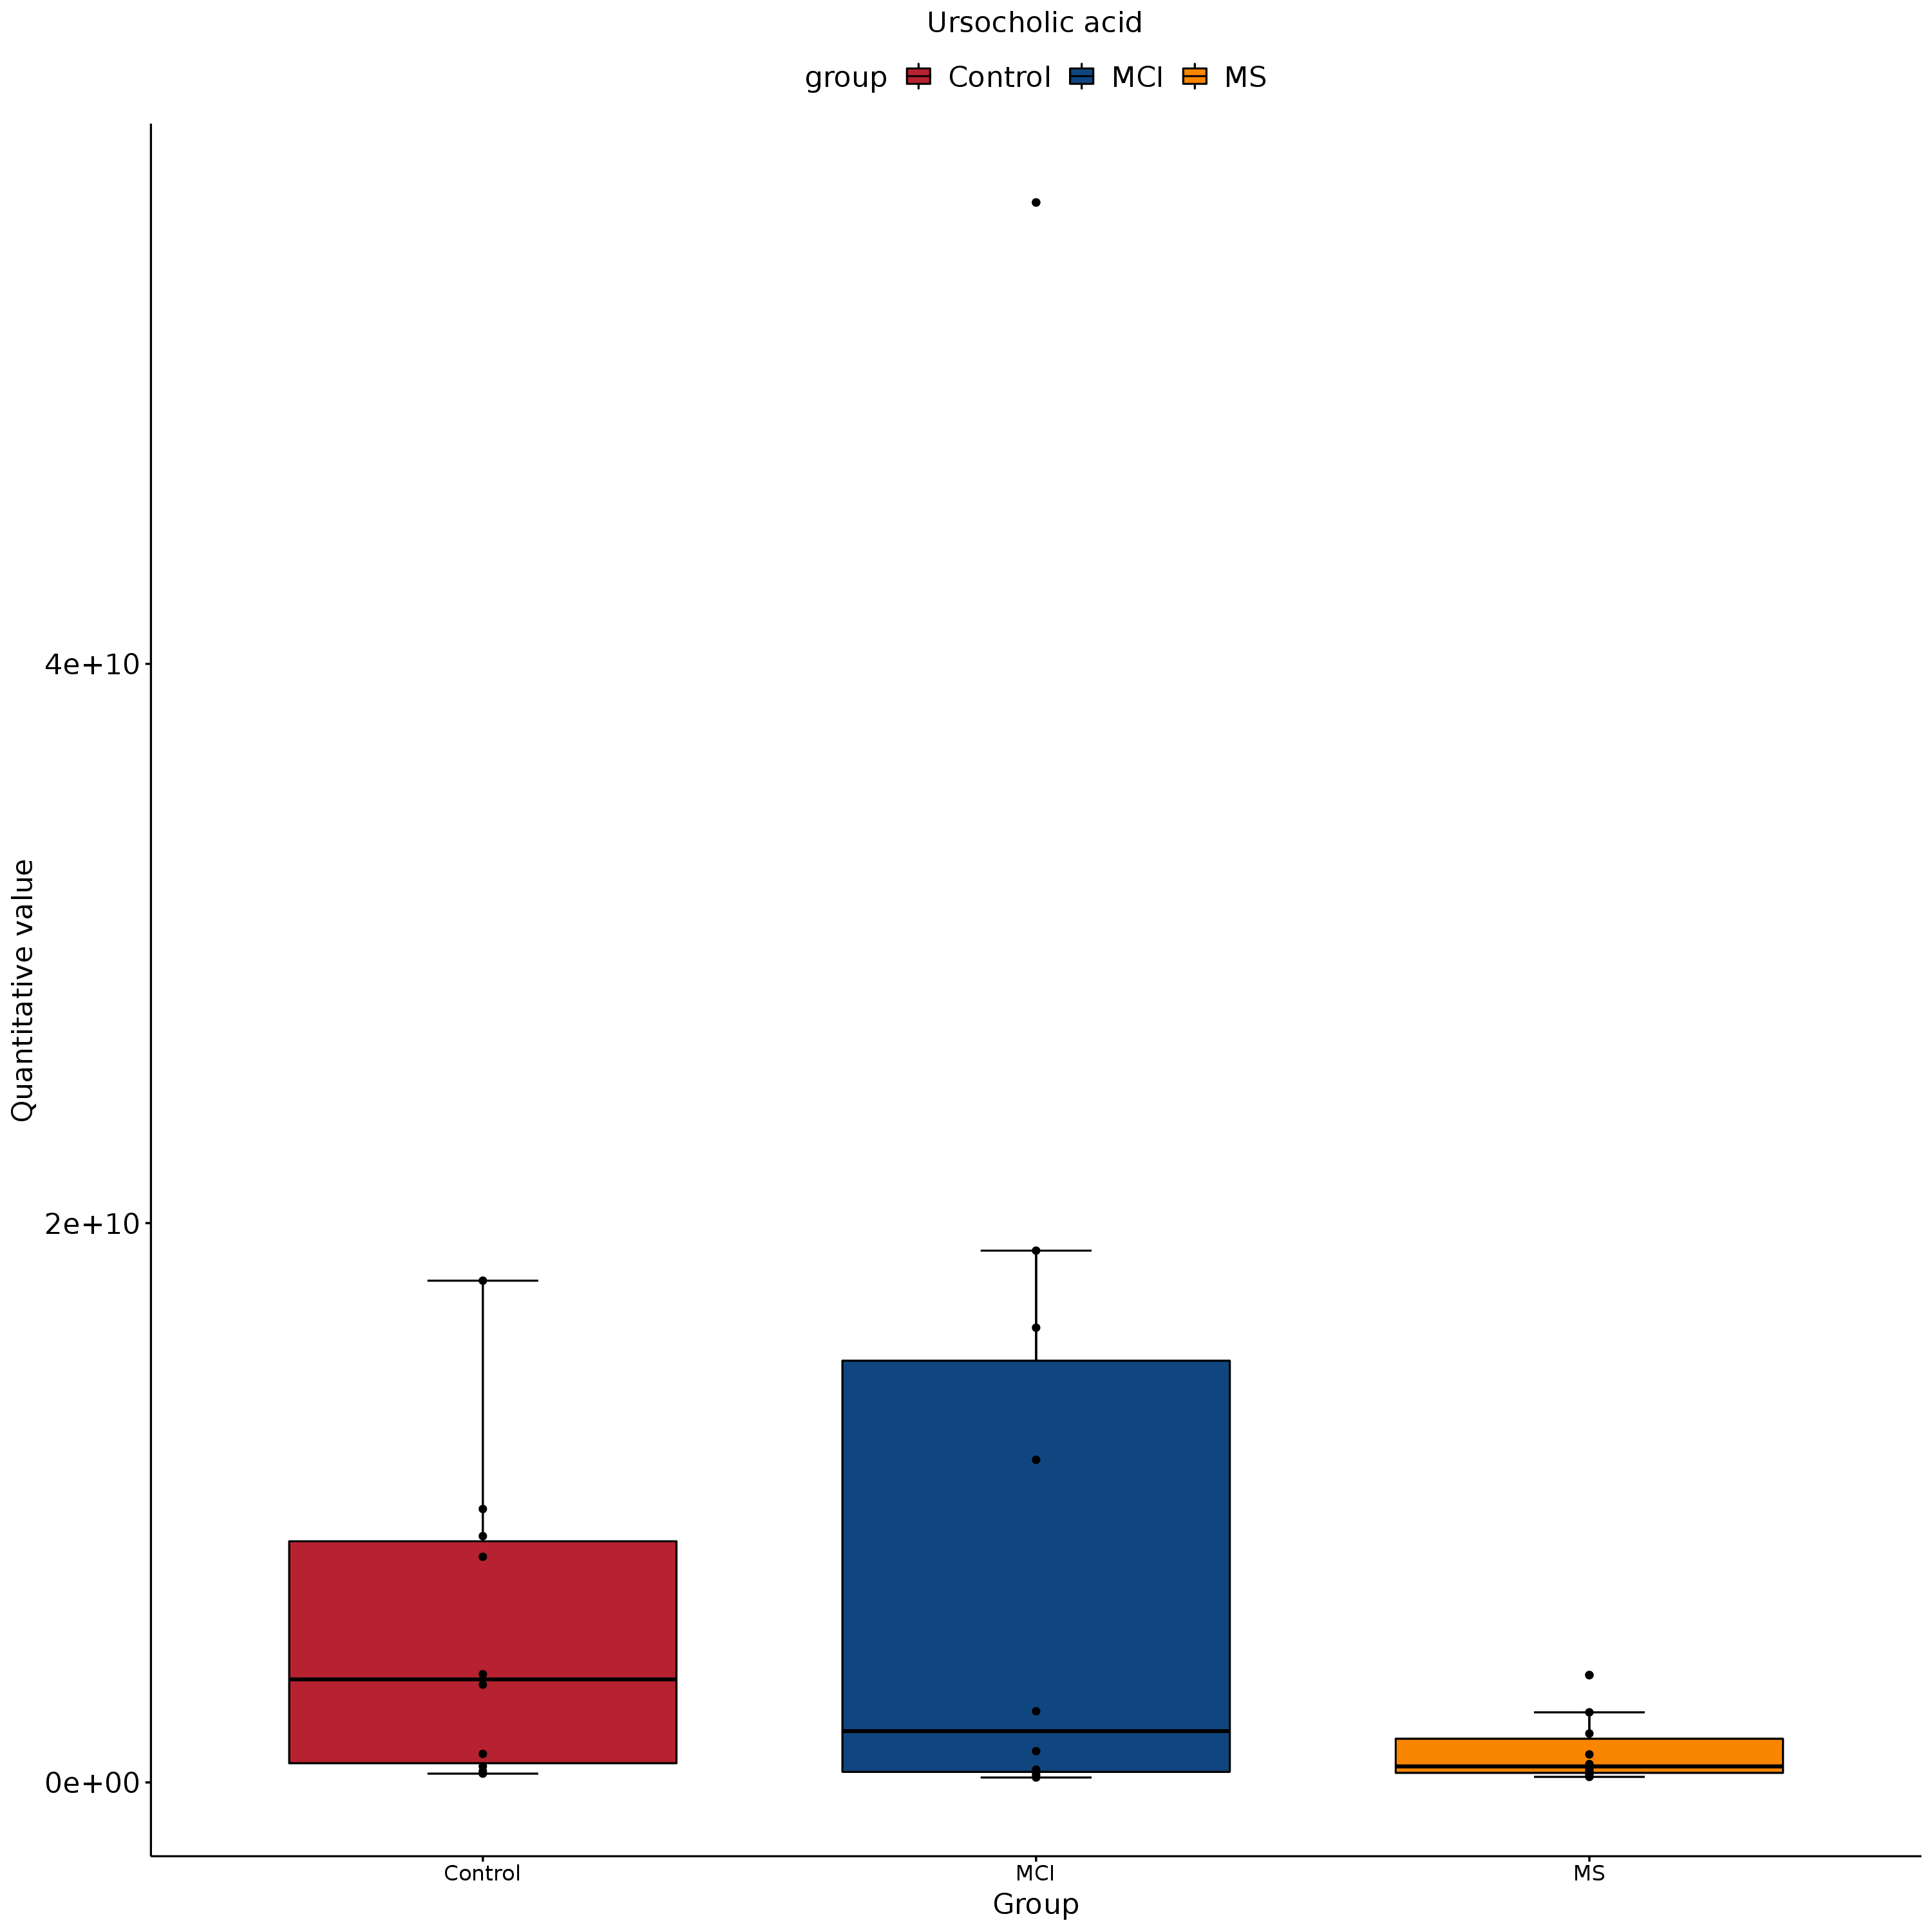 Ursocholic acid
group Control MCI MS
Quantitative value
4e+10
2e+10
0e+00
Control MCI MS
Group